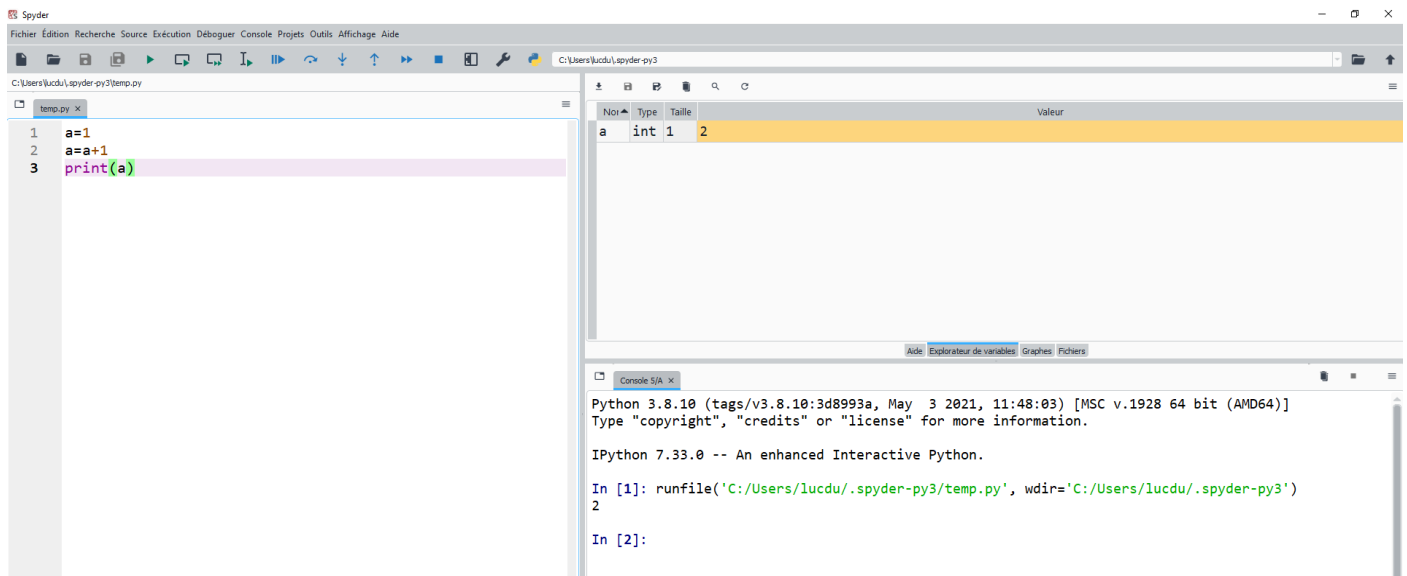 Spyder
Fichier Édition Recherche Source Exécution Déboguer Console Projets Outils Affichage Aide
C:\Users\lucdu\.spyder-py3
C:\Users\lucdu\.spyder-py3\temp.py
temp.py
1 a=1
2 a=a+1
3 print(a)
Nor Type Taille Valeur
a int 1 2
Aide Explorateur de variables Graphes Fichiers
Console 5/A
Python 3.8.10 (tags/v3.8.10:3d8993a, May  3 2021, 11:48:03) [MSC v.1928 64 bit (AMD64)]
Type "copyright", "credits" or "license" for more information.
IPython 7.33.0 -- An enhanced Interactive Python.
In [1]: runfile('C:/Users/lucdu/.spyder-py3/temp.py', wdir='C:/Users/lucdu/.spyder-py3')
2
In [2]: